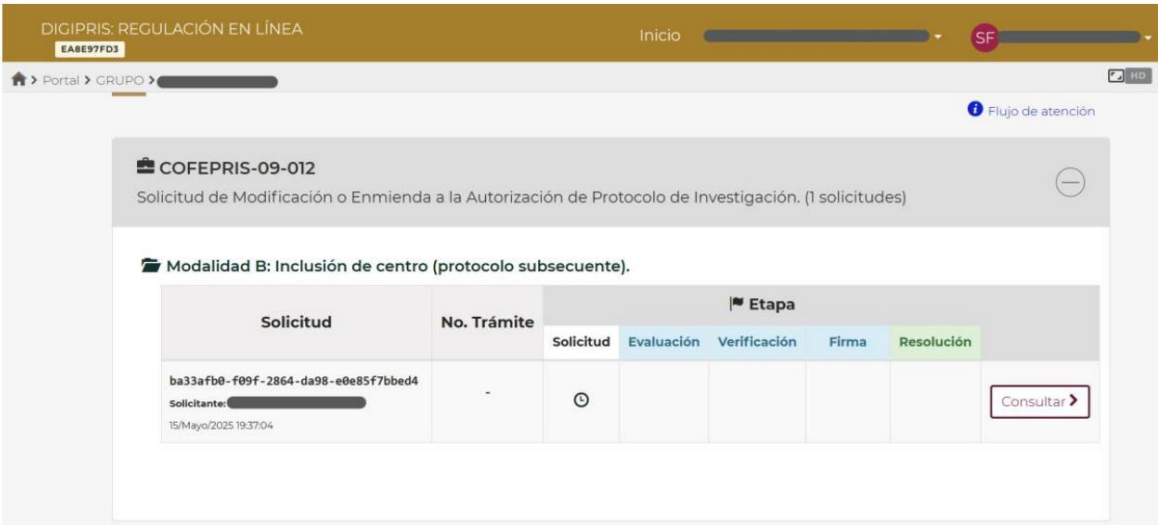 DIGIPRIS: REGULACIÓN EN LÍNEA
EA8E97FD3
Inicio
SF
Portal > GRUPO >
HD
Flujo de atención
COFEPRIS-09-012
Solicitud de Modificación o Enmienda a la Autorización de Protocolo de Investigación. (1 solicitudes)
Modalidad B: Inclusión de centro (protocolo subsecuente).
Solicitud No. Trámite Etapa
Solicitud Evaluación Verificación Firma Resolución
ba33afb0-f09f-2864-da98-e0e85f7bbed4
Solicitante:
15/Mayo/2025 19:37:04
-
Consultar